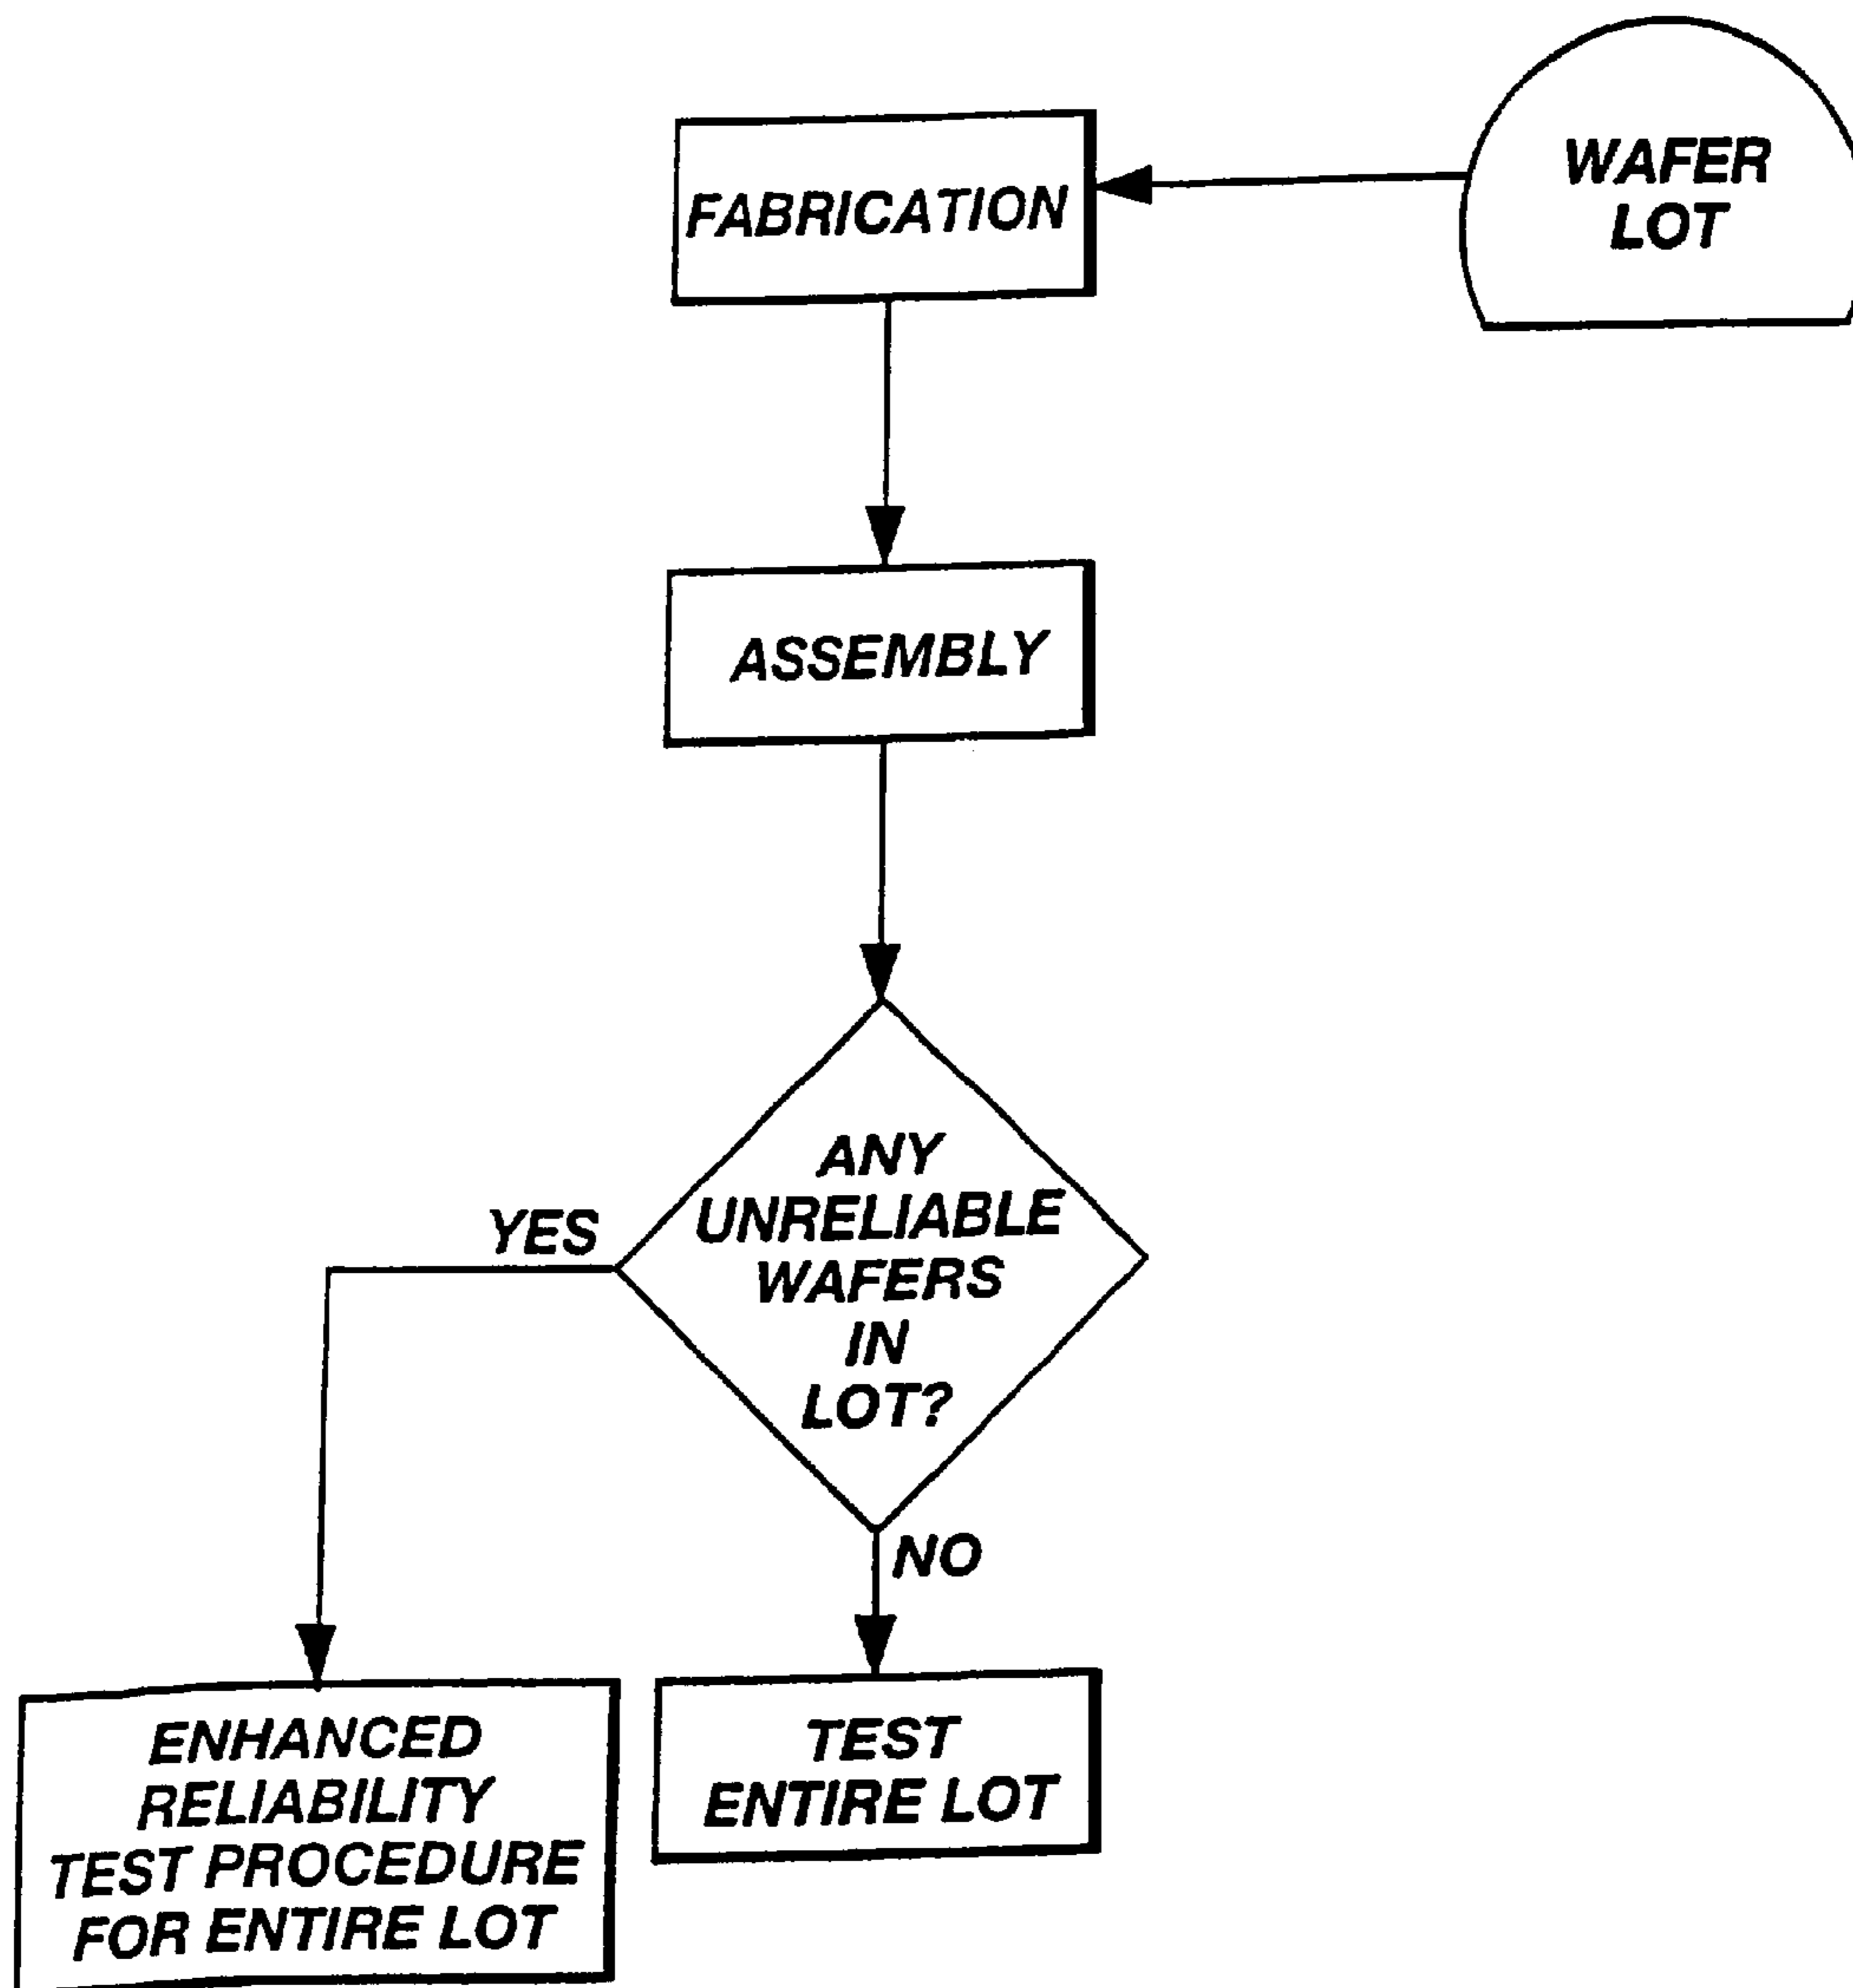 WAFER
LOT
FABRICATION
ASSEMBLY
ANY
UNRELIABLE
WAFERS
IN
LOT?
YES
NO
ENHANCED
RELIABILITY
TEST PROCEDURE
FOR ENTIRE LOT
TEST
ENTIRE LOT